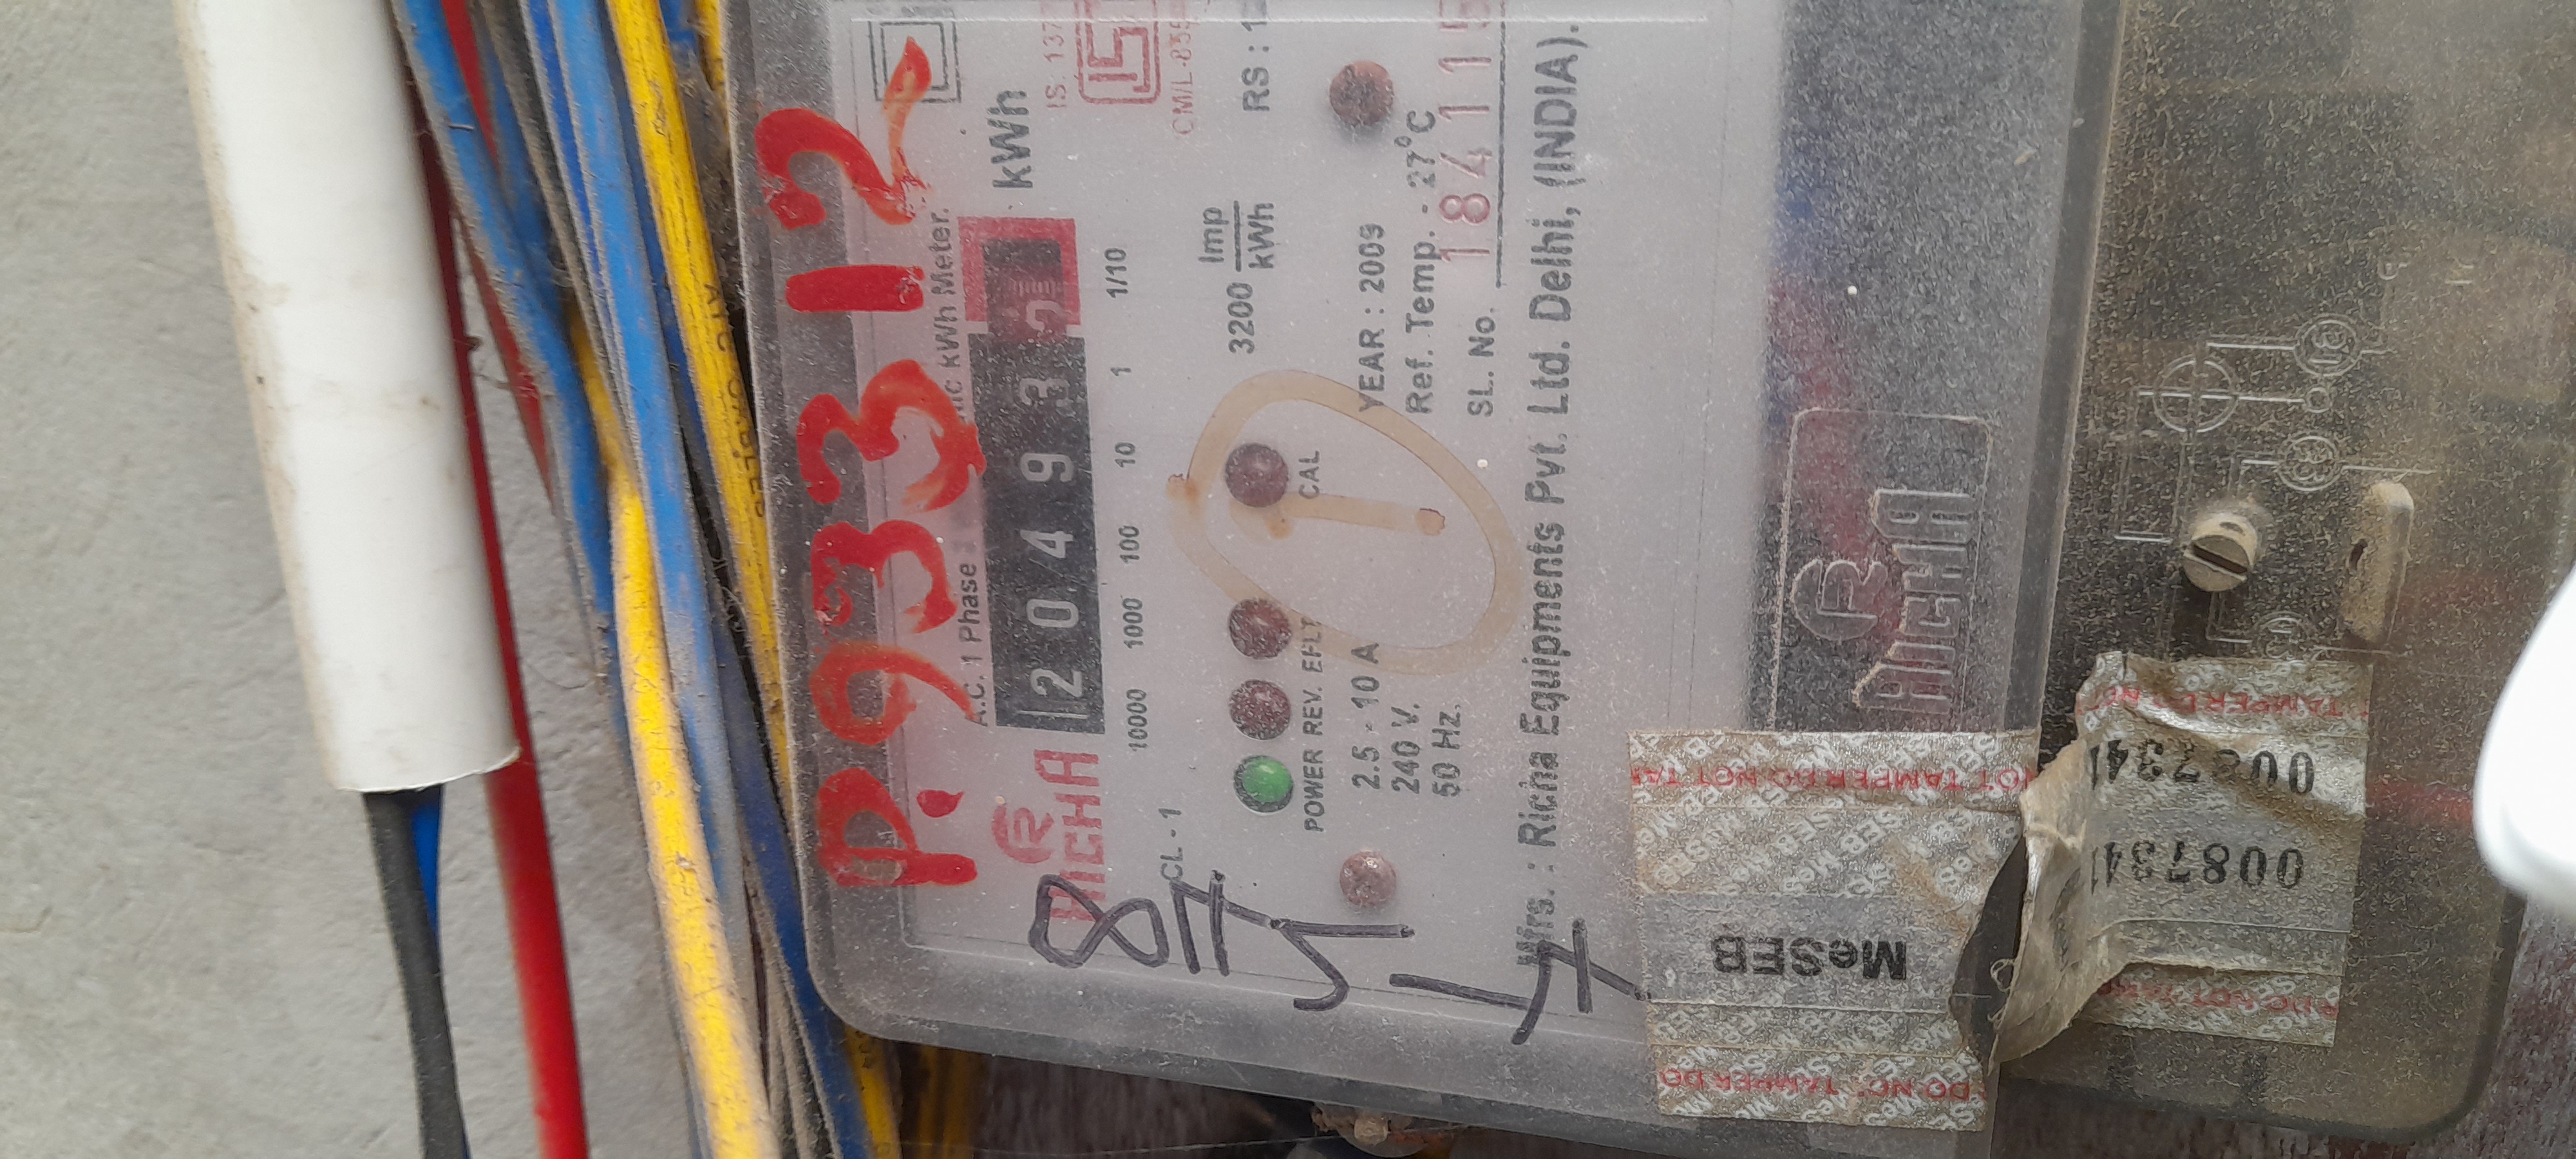 P.93312
A.C. 1 Phase
kWh Meter.
20493 kWh
10000 1000 100 10 1 1/10
RICHA
CL - 1
3200 Imp
kWh
POWER REV. EFLT CAL
2.5 - 10 A
240 V.
50 Hz.
YEAR : 2009
Ref. Temp. - 27°C
SL. No.
Mfrs. : Richa Equipments Pvt. Ltd. Delhi, (INDIA).
RICHA
MeSEB
DO NOT TAMPER
0087341
0087341